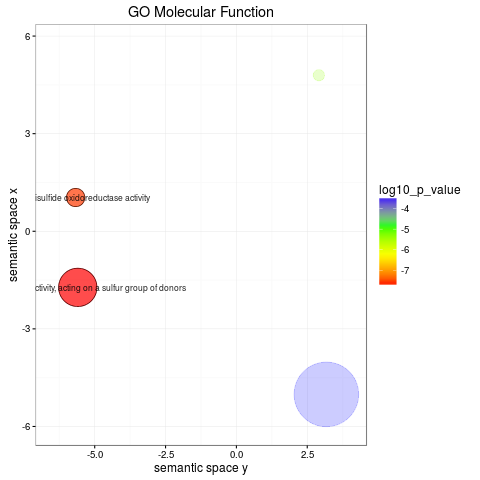 GO Molecular Function
6
3
0
-3
-6
semantic space x
isulfide oxidoreductase activity
ctivity, acting on a sulfur group of donors
-5.0
-2.5
0.0
2.5
semantic space y
log10_p_value
-4
-5
-6
-7